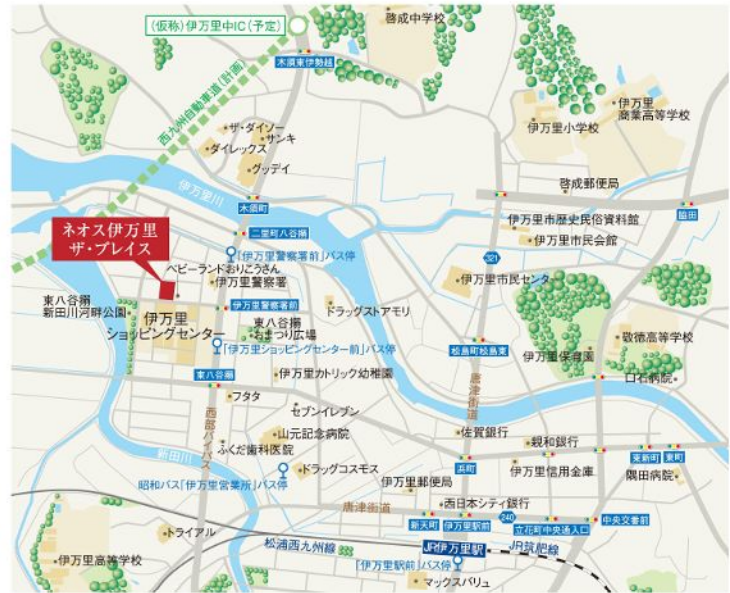 (仮称)伊万里中IC(予定)
啓成中学校
木須東伊勢越
西九州自動車道(計画)
ザ・ダイソー
サンキ
ダイレックス
グッデイ
伊万里小学校
伊万里
商業高等学校
伊万里川
木須町
啓成郵便局
脇田
ネオス伊万里
ザ・プレイス
二里町八谷搦
「伊万里警察署前」バス停
伊万里市歴史民俗資料館
伊万里市民会館
321
ベビーランドおりこうさん
伊万里警察署
伊万里市民センター
東八谷搦
新田川河畔公園
伊万里警察署前
ドラッグストアモリ
伊万里
ショッピングセンター
東八谷搦
おまつり広場
「伊万里ショッピングセンター前」バス停
松島町松島東
伊万里保育園
敬徳高等学校
口石病院
東八谷搦
伊万里カトリック幼稚園
唐津街道
フタタ
セブンイレブン
西部バイパス
山元記念病院
佐賀銀行
親和銀行
東新町
東町
新田川
ふくだ歯科医院
浜町
伊万里信用金庫
隅田病院
昭和バス「伊万里営業所」バス停
ドラッグコスモス
伊万里郵便局
西日本シティ銀行
唐津街道
新天町
伊万里駅前
240
立花町中央通入口
中央交番前
トライアル
松浦西九州線
JR伊万里駅
JR筑肥線
伊万里高等学校
「伊万里駅前」バス停
マックスバリュ